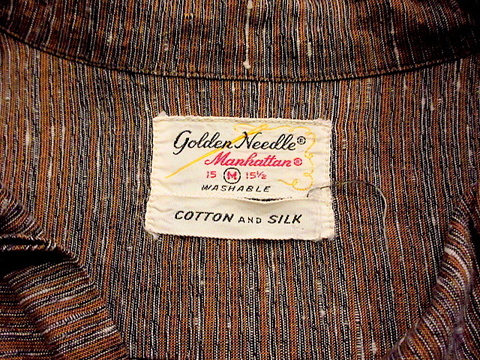 Golden Needle®
Manhattan®
15 M 15½
WASHABLE
COTTON AND SILK